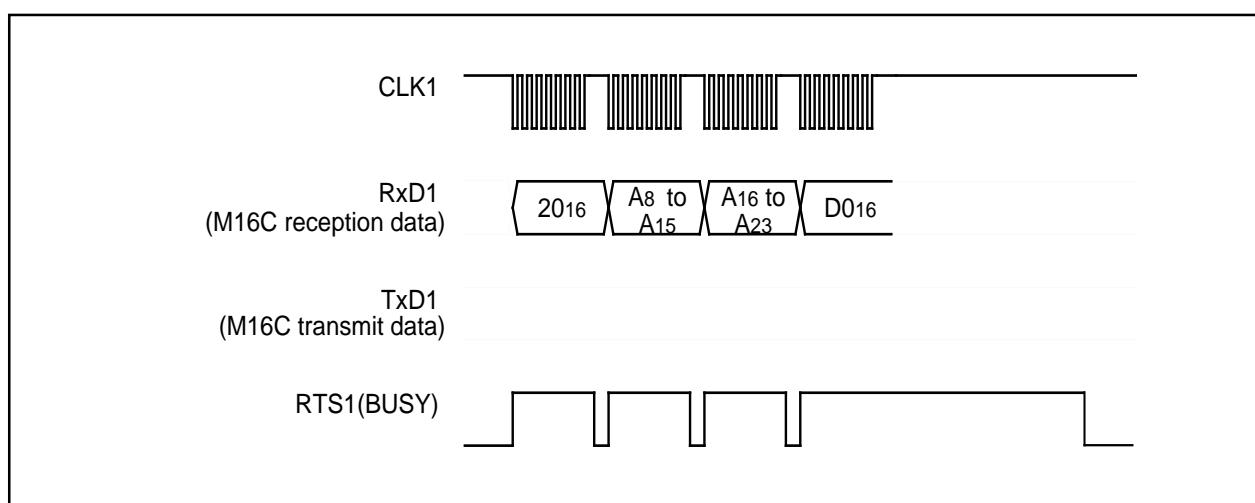 CLK1
RxD1
(M16C reception data)
2016
A8 to
A15
A16 to
A23
D016
TxD1
(M16C transmit data)
RTS1(BUSY)